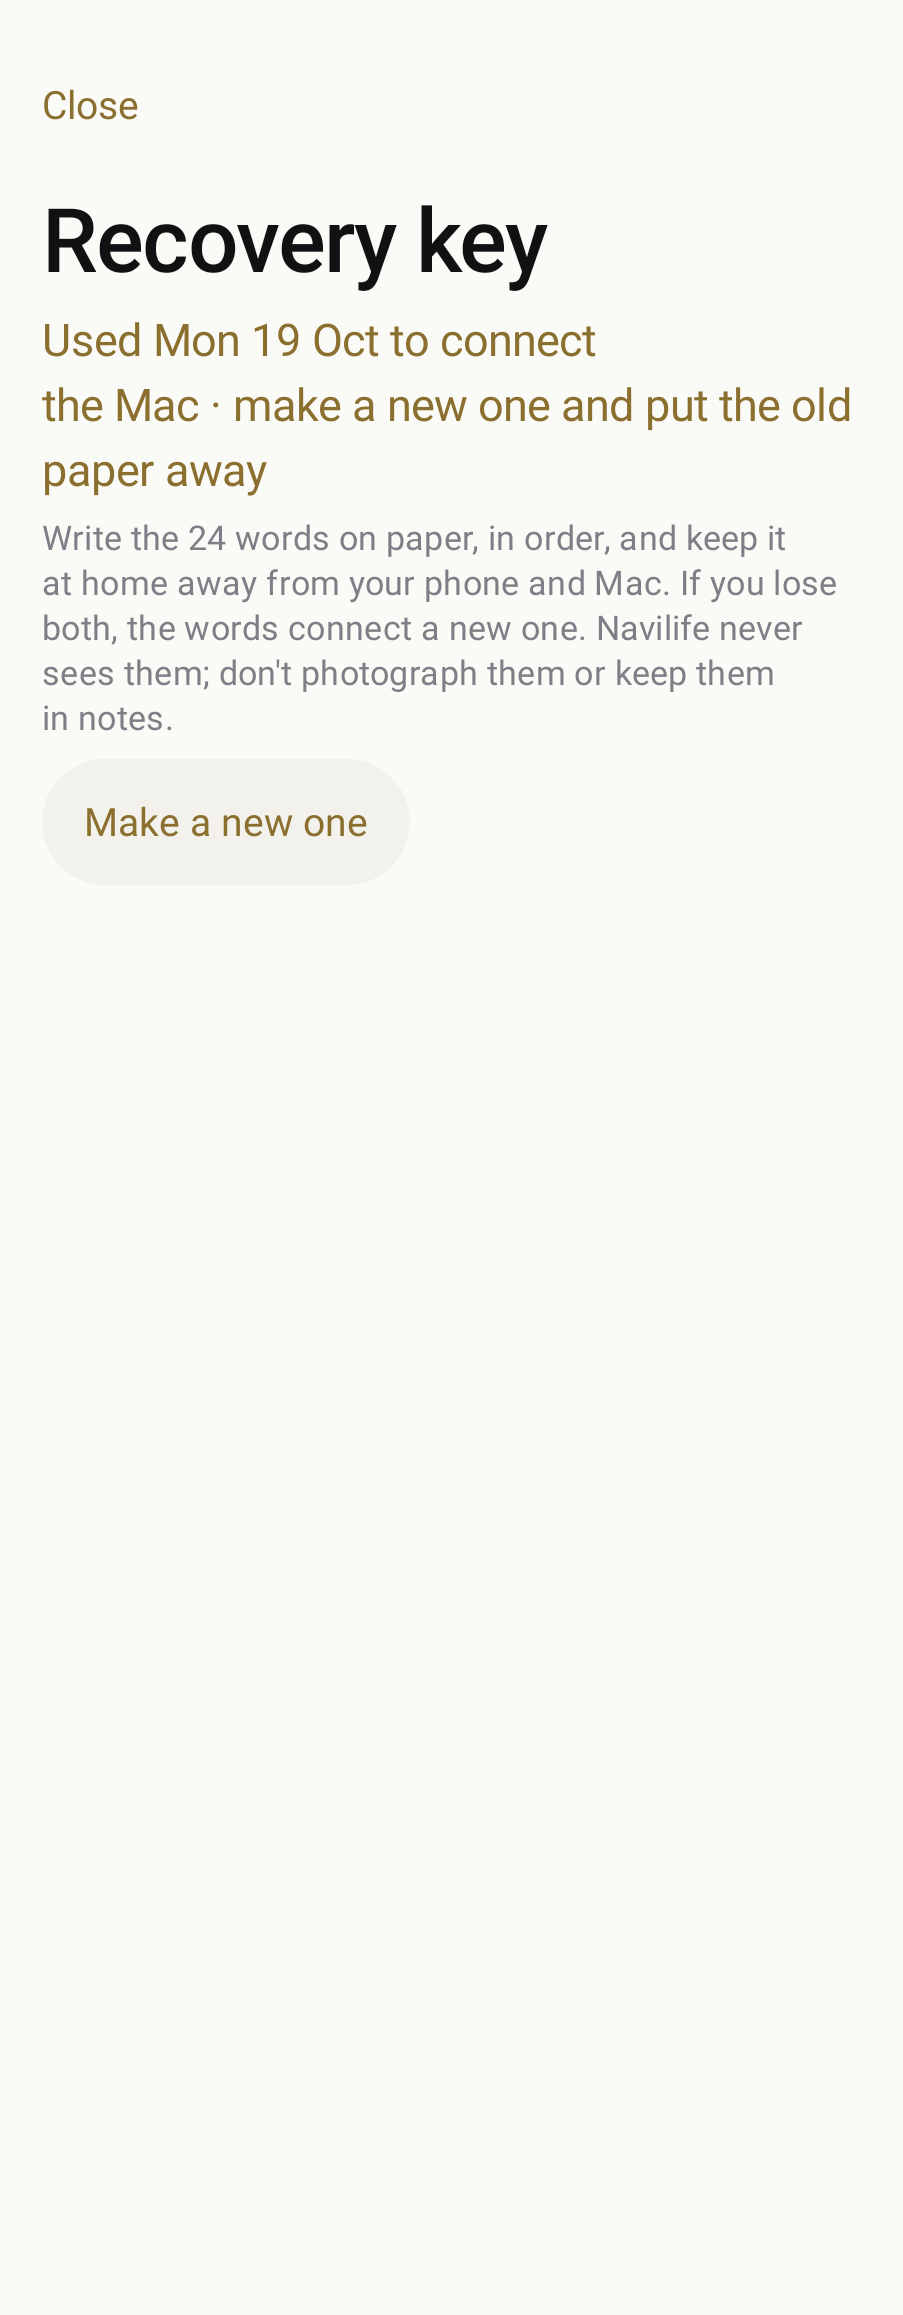 Close
Recovery key
Used Mon 19 Oct to connect
the Mac · make a new one and put the old
paper away
Write the 24 words on paper, in order, and keep it
at home away from your phone and Mac. If you lose
both, the words connect a new one. Navilife never
sees them; don't photograph them or keep them
in notes.
Make a new one